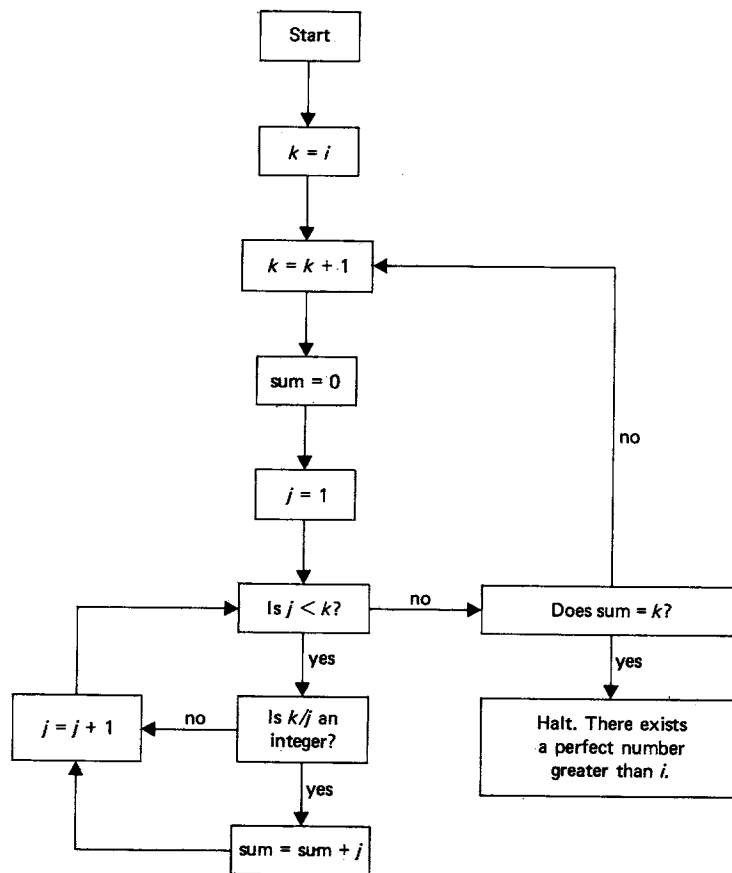 Start
k = i
k = k + 1
sum = 0
no
j = 1
Is j < k?
no
Does sum = k?
yes
yes
j = j + 1
no
Is k/j an
integer?
Halt. There exists
a perfect number
greater than i.
yes
sum = sum + j